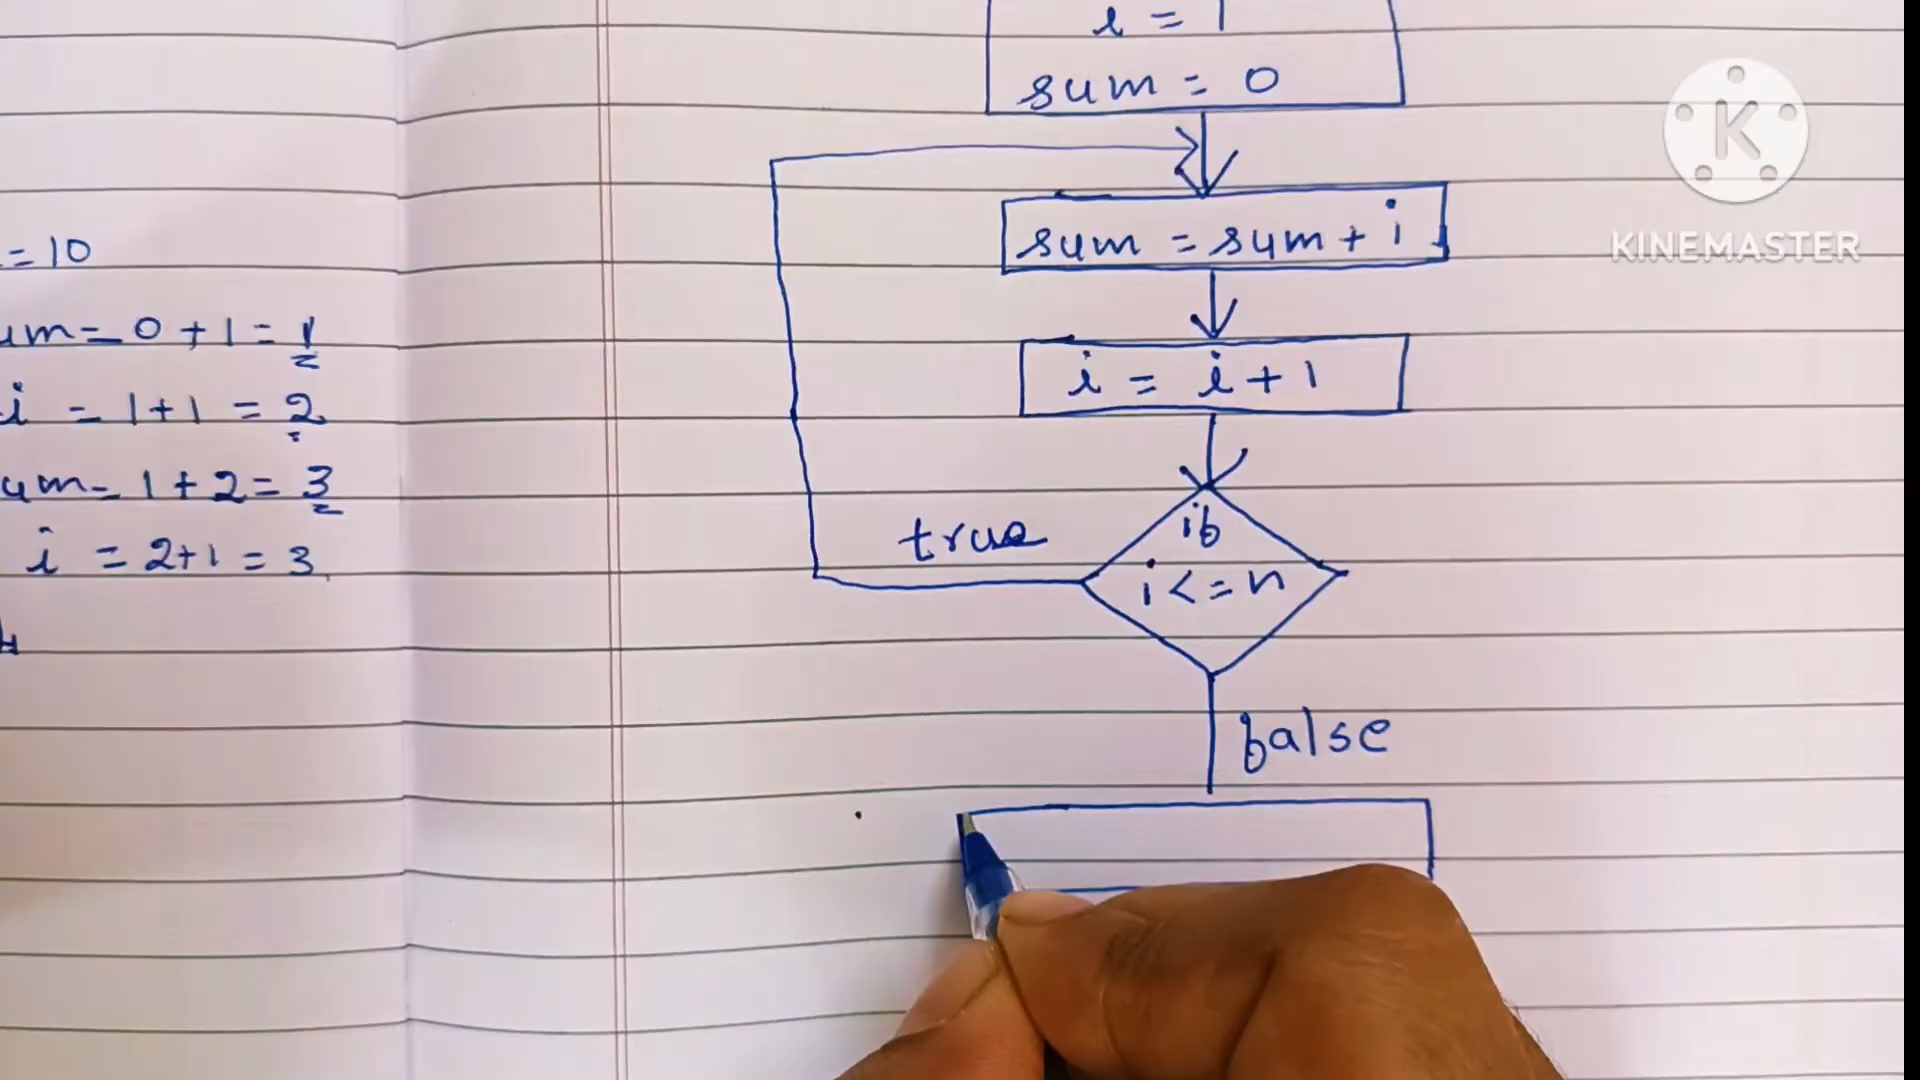 = 10
um = 0 + 1 = 1
i = 1 + 1 = 2
um = 1 + 2 = 3
i = 2 + 1 = 3
i = 1
sum = 0
sum = sum + i
i = i + 1
if
i <= n
true
false
K
KINEMASTER